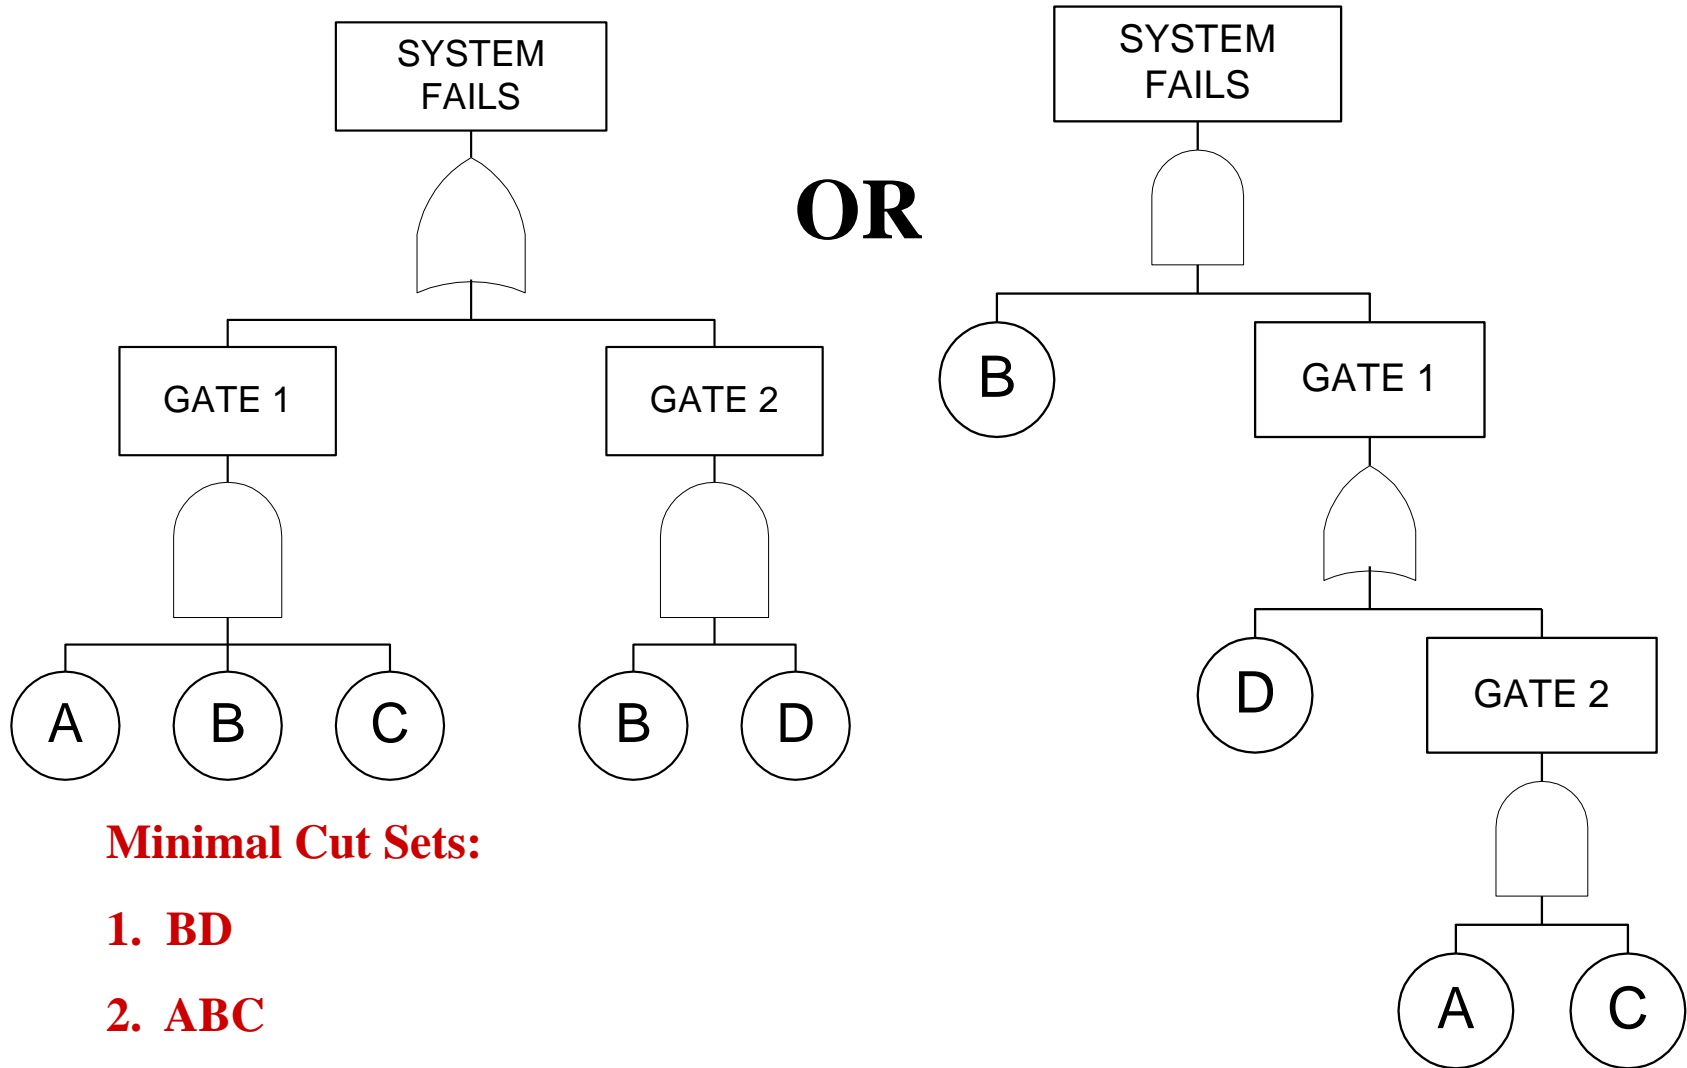 SYSTEM
FAILS
GATE 1
GATE 2
A
B
C
B
D
Minimal Cut Sets:
1. BD
2. ABC
OR
SYSTEM
FAILS
B
GATE 1
D
GATE 2
A
C